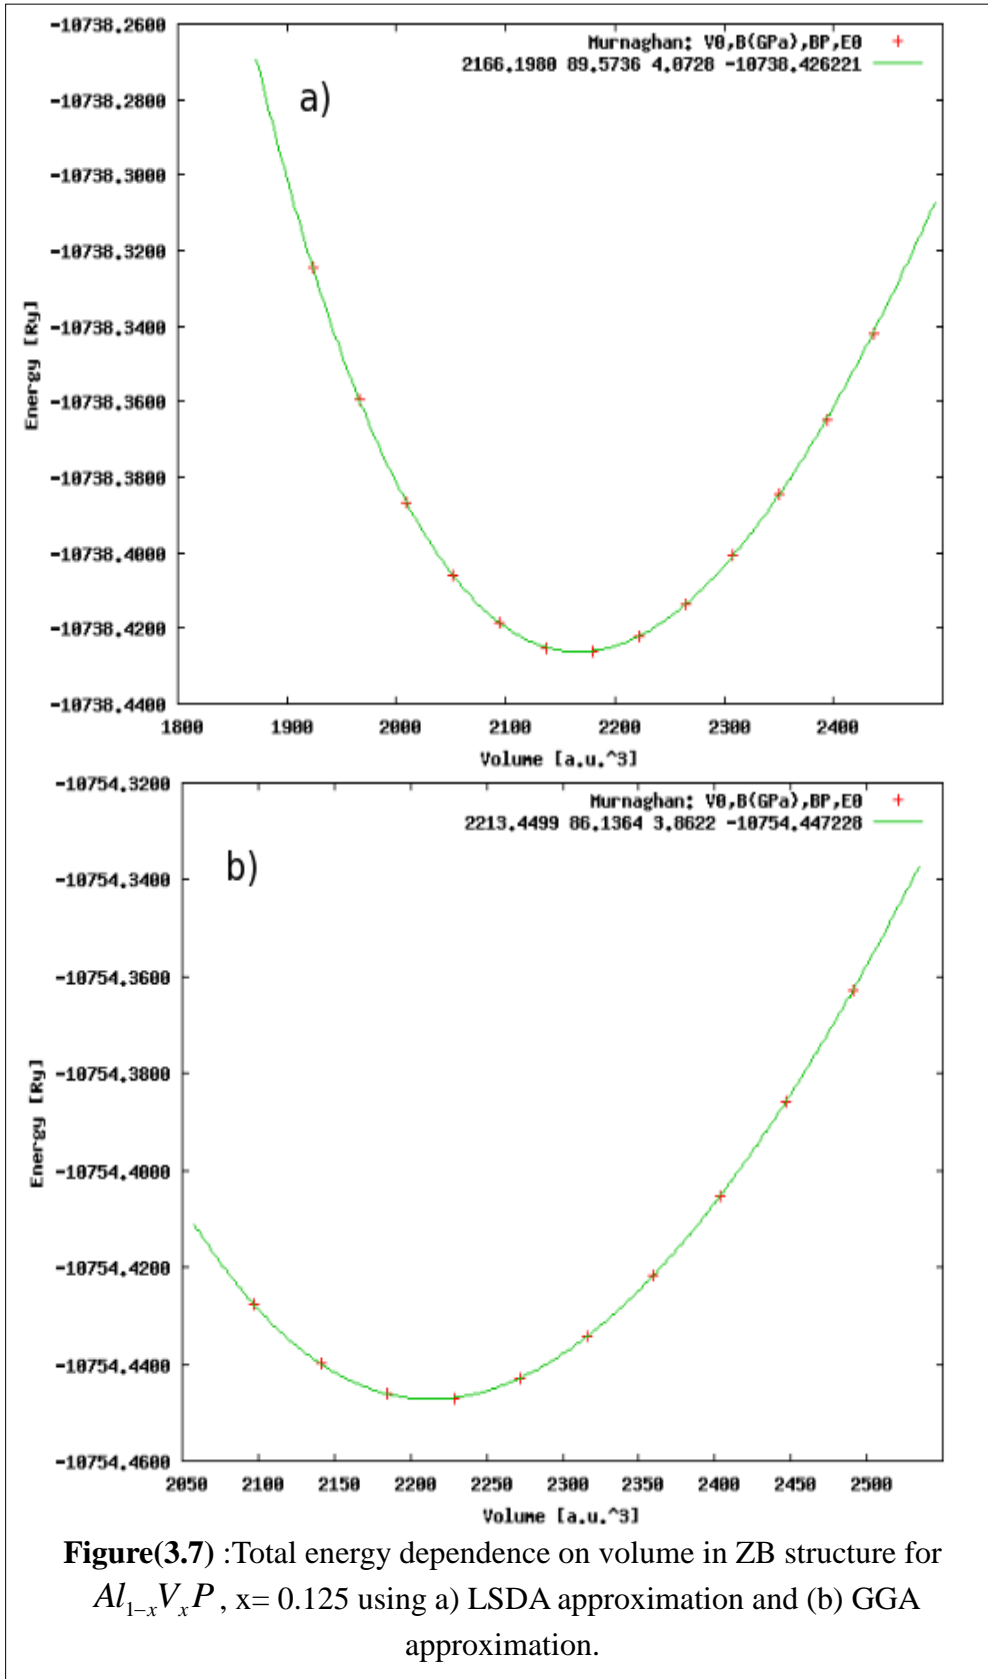 -10738.2600
-10738.2800
-10738.3000
-10738.3200
-10738.3400
-10738.3600
-10738.3800
-10738.4000
-10738.4200
-10738.4400
Energy [Ry]
Murnaghan: V0,B(GPa),BP,E0
2166.1980 89.5736 4.0728 -10738.426221
a)
1800 1900 2000 2100 2200 2300 2400
Volume [a.u.^3]
-10754.3200
-10754.3400
-10754.3600
-10754.3800
-10754.4000
-10754.4200
-10754.4400
-10754.4600
Energy [Ry]
Murnaghan: V0,B(GPa),BP,E0
2213.4499 86.1364 3.8622 -10754.447228
b)
2050 2100 2150 2200 2250 2300 2350 2400 2450 2500
Volume [a.u.^3]
Figure(3.7) :Total energy dependence on volume in ZB structure for
Al₁₋ₓVₓP , x= 0.125 using a) LSDA approximation and (b) GGA
approximation.